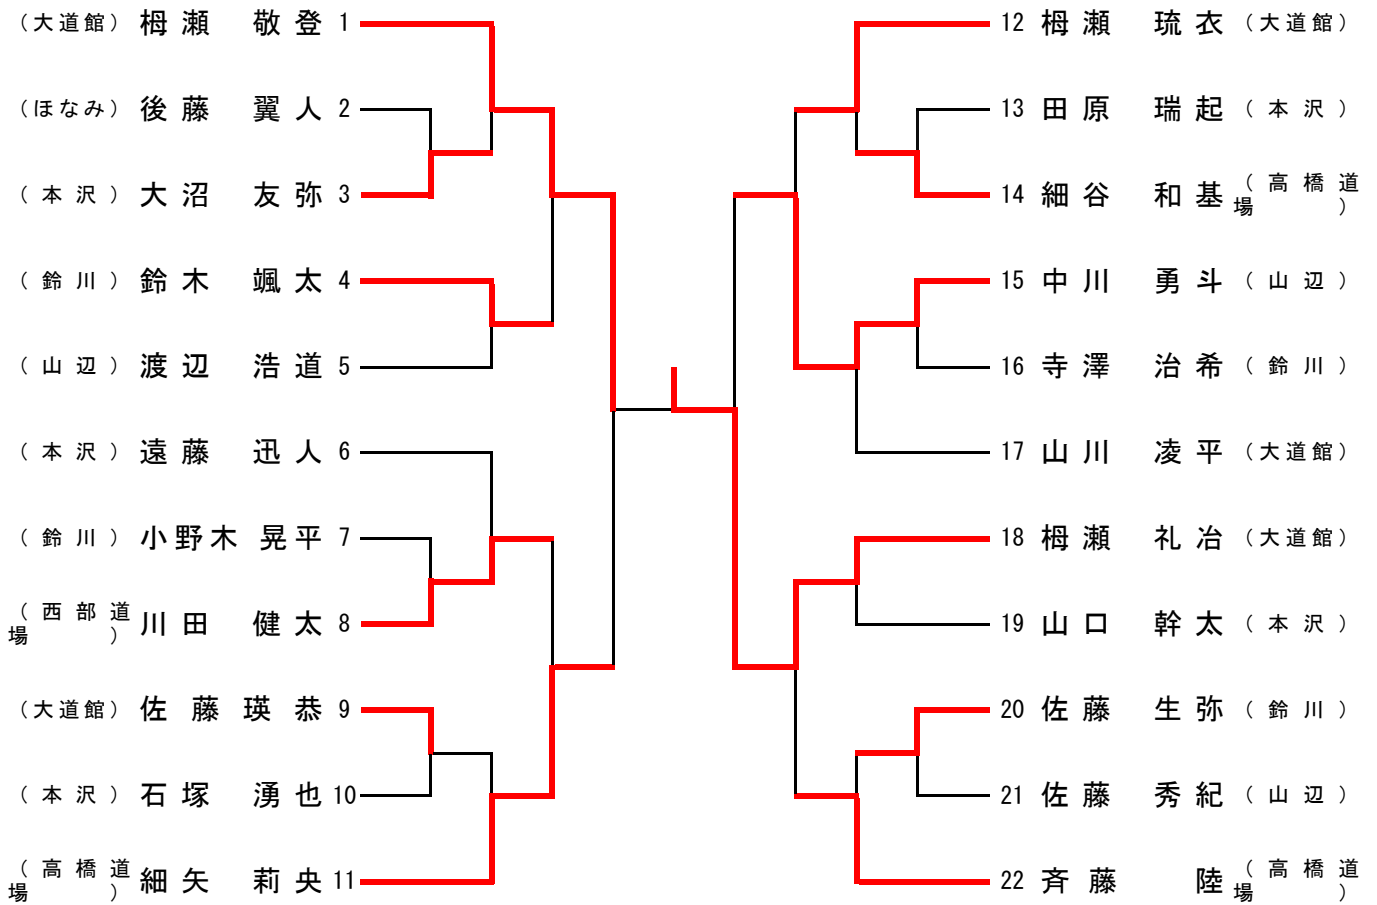 （大道館） 栂瀬 敬登 1
（ほなみ） 後藤 翼人 2
（本沢） 大沼 友弥 3
（鈴川） 鈴木 颯太 4
（山辺） 渡辺 浩道 5
（本沢） 遠藤 迅人 6
（鈴川） 小野木 晃平 7
（西部道
場） 川田 健太 8
（大道館） 佐藤瑛恭 9
（本沢） 石塚 湧也 10
（高橋道
場） 細矢 莉央 11
12 栂瀬 琉衣 （大道館）
13 田原 瑞起 （本沢）
14 細谷 和基 （高橋道
場）
15 中川 勇斗 （山辺）
16 寺澤 治希 （鈴川）
17 山川 凌平 （大道館）
18 栂瀬 礼冶 （大道館）
19 山口 幹太 （本沢）
20 佐藤 生弥 （鈴川）
21 佐藤 秀紀 （山辺）
22 斉藤 陸 （高橋道
場）